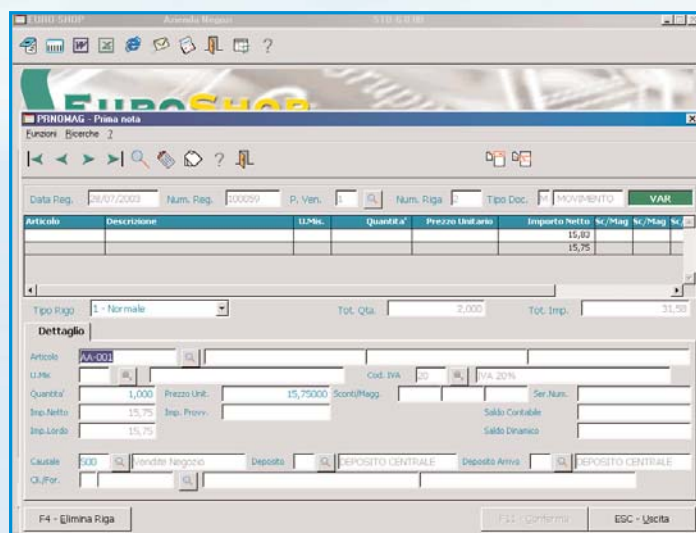 EURO-SHOP Azienda Negozi
?
EUROSHOP
PRNOMAG - Prima nota
Funzioni Ricerche ?
?
Data Reg. 28/07/2003 Num. Reg. 100059 P. Ven. 1 Num. Riga 2 Tipo Doc. M MOVIMENTO VAR
Articolo Descrizione U.Mis. Quantita' Prezzo Unitario Importo Netto Sc/Mag Sc/Mag Sc/
15,83
15,75
Tipo Rigo 1 - Normale Tot. Qta. 2,000 Tot. Imp. 31,58
Dettaglio
Articolo AA-001
U.Mis Cod. IVA 20 IVA 20%
Quantita' 1,000 Prezzo Unit. 15,75000 Sconti/Magg. Ser.Num.
Imp.Netto 15,75 Imp. Provv. Saldo Contabile
Imp.Lordo 15,75 Saldo Dinamico
Causale 500 Vendite Negozio Deposito DEPOSITO CENTRALE Deposito Arrivo DEPOSITO CENTRALE
Cli./For.
F4 - Elimina Riga F11 - Conferma ESC - Uscita